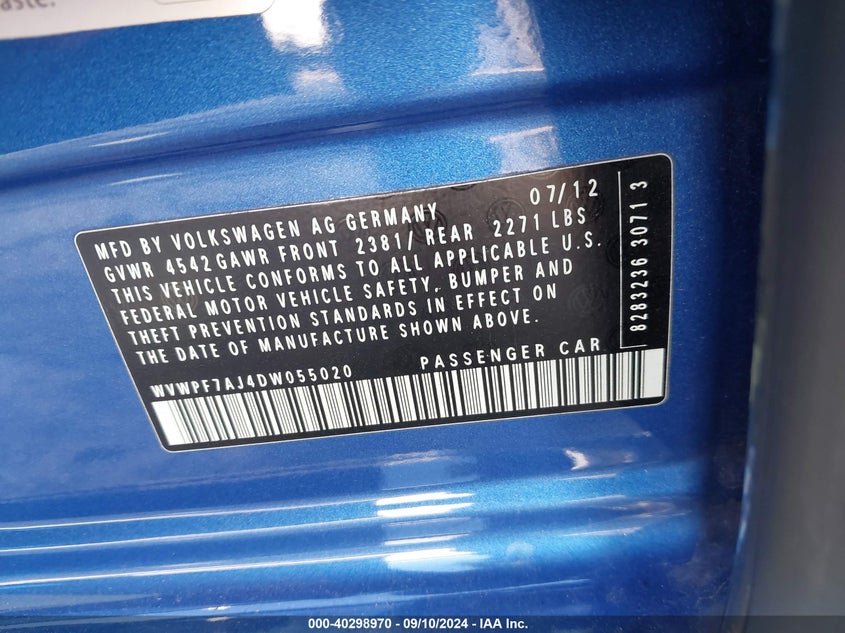 aste.
07/12
MFD BY VOLKSWAGEN AG GERMANY
GVWR 4542 GAWR FRONT 2381/ REAR 2271 LBS
THIS VEHICLE CONFORMS TO ALL APPLICABLE U.S.
FEDERAL MOTOR VEHICLE SAFETY, BUMPER AND
THEFT PREVENTION STANDARDS IN EFFECT ON
THE DATE OF MANUFACTURE SHOWN ABOVE.
WVWPF7AJ4DW055020 PASSENGER CAR
8283236 30713
000-40298970 - 09/10/2024 - IAA Inc.